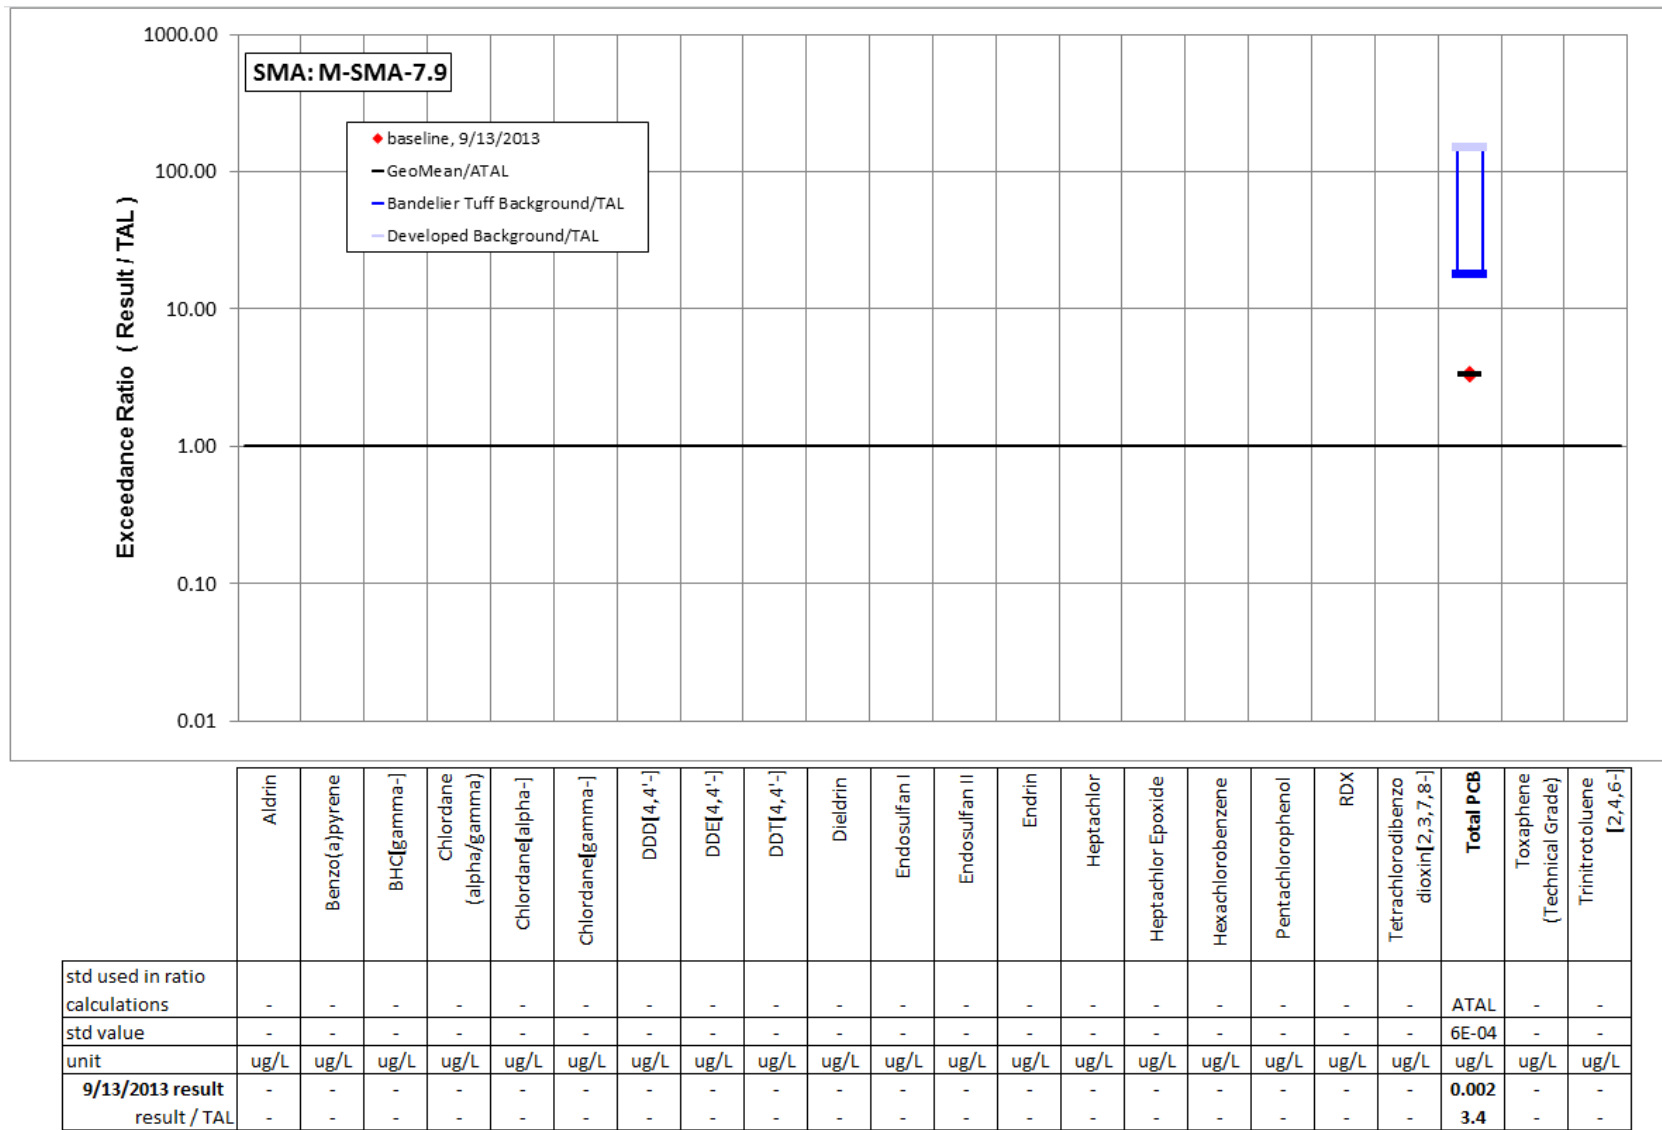 1000.00
SMA: M-SMA-7.9
baseline, 9/13/2013
GeoMean/ATAL
Bandelier Tuff Background/TAL
Developed Background/TAL
100.00
10.00
1.00
0.10
0.01
Exceedance Ratio ( Result / TAL )
Aldrin
Benzo(a)pyrene
BHC[gamma-]
Chlordane
(alpha/gamma)
Chlordane[alpha-]
Chlordane[gamma-]
DDD[4,4'-]
DDE[4,4'-]
DDT[4,4'-]
Dieldrin
Endosulfan I
Endosulfan II
Endrin
Heptachlor
Heptachlor Epoxide
Hexachlorobenzene
Pentachlorophenol
RDX
Tetrachlorodibenzo
dioxin[2,3,7,8-]
Total PCB
Toxaphene
(Technical Grade)
Trinitrotoluene
[2,4,6-]
std used in ratio
calculations - - - - - - - - - - - - - - - - - - - ATAL - -
std value - - - - - - - - - - - - - - - - - - - 6E-04 - -
unit ug/L ug/L ug/L ug/L ug/L ug/L ug/L ug/L ug/L ug/L ug/L ug/L ug/L ug/L ug/L ug/L ug/L ug/L ug/L ug/L ug/L ug/L
9/13/2013 result - - - - - - - - - - - - - - - - - - - 0.002 - -
result / TAL - - - - - - - - - - - - - - - - - - - 3.4 - -